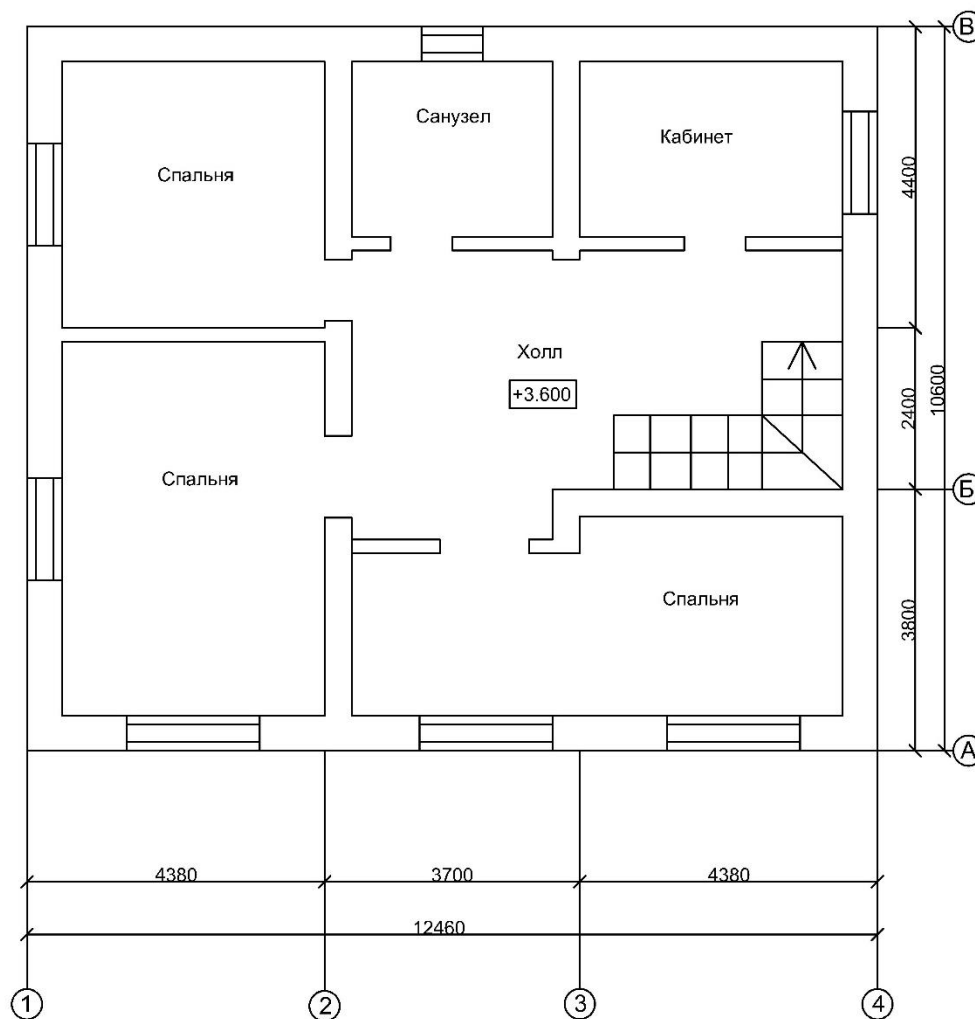 В
Санузел
Кабинет
Спальня
4400
Холл
+3.600
2400
10600
Спальня
Б
Спальня
3800
А
4380
3700
4380
12460
1
2
3
4